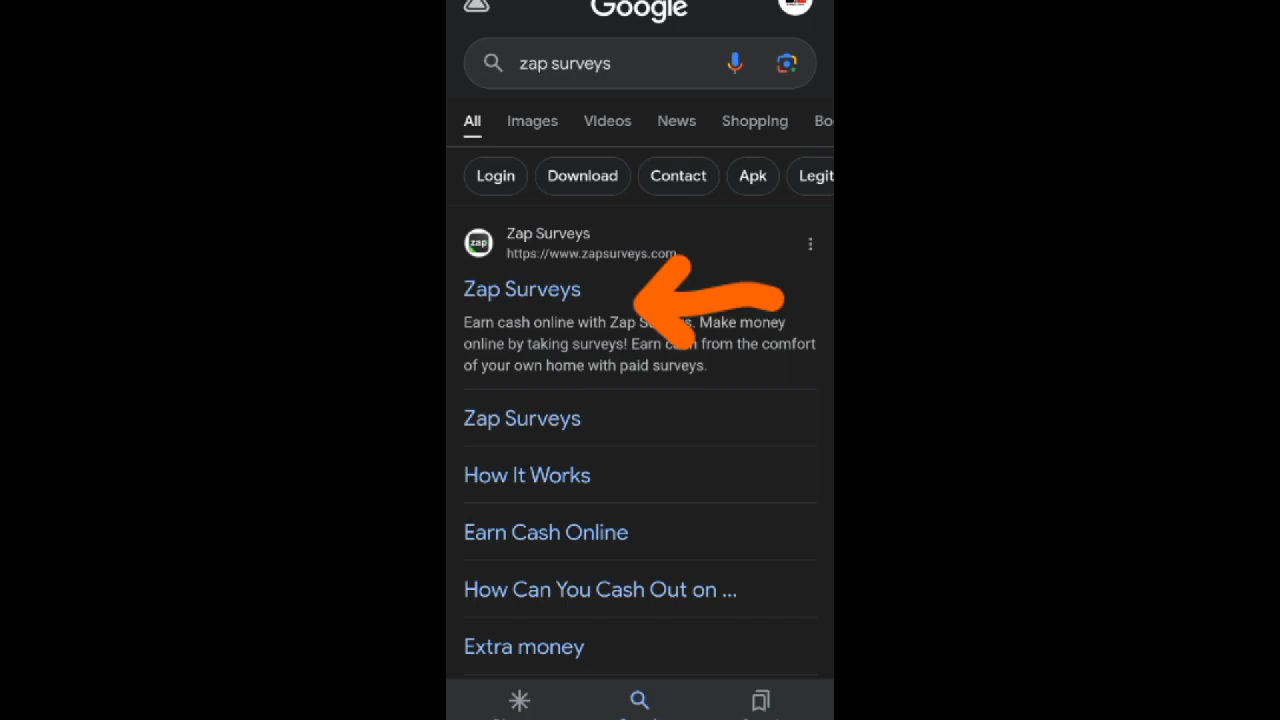 Google
zap surveys
All Images Videos News Shopping Bo
Login Download Contact Apk Legit
zap
Zap Surveys
https://www.zapsurveys.com
Zap Surveys
Earn cash online with Zap Make money
online by taking surveys! Earn from the comfort
of your own home with paid surveys.
Zap Surveys
How It Works
Earn Cash Online
How Can You Cash Out on ...
Extra money